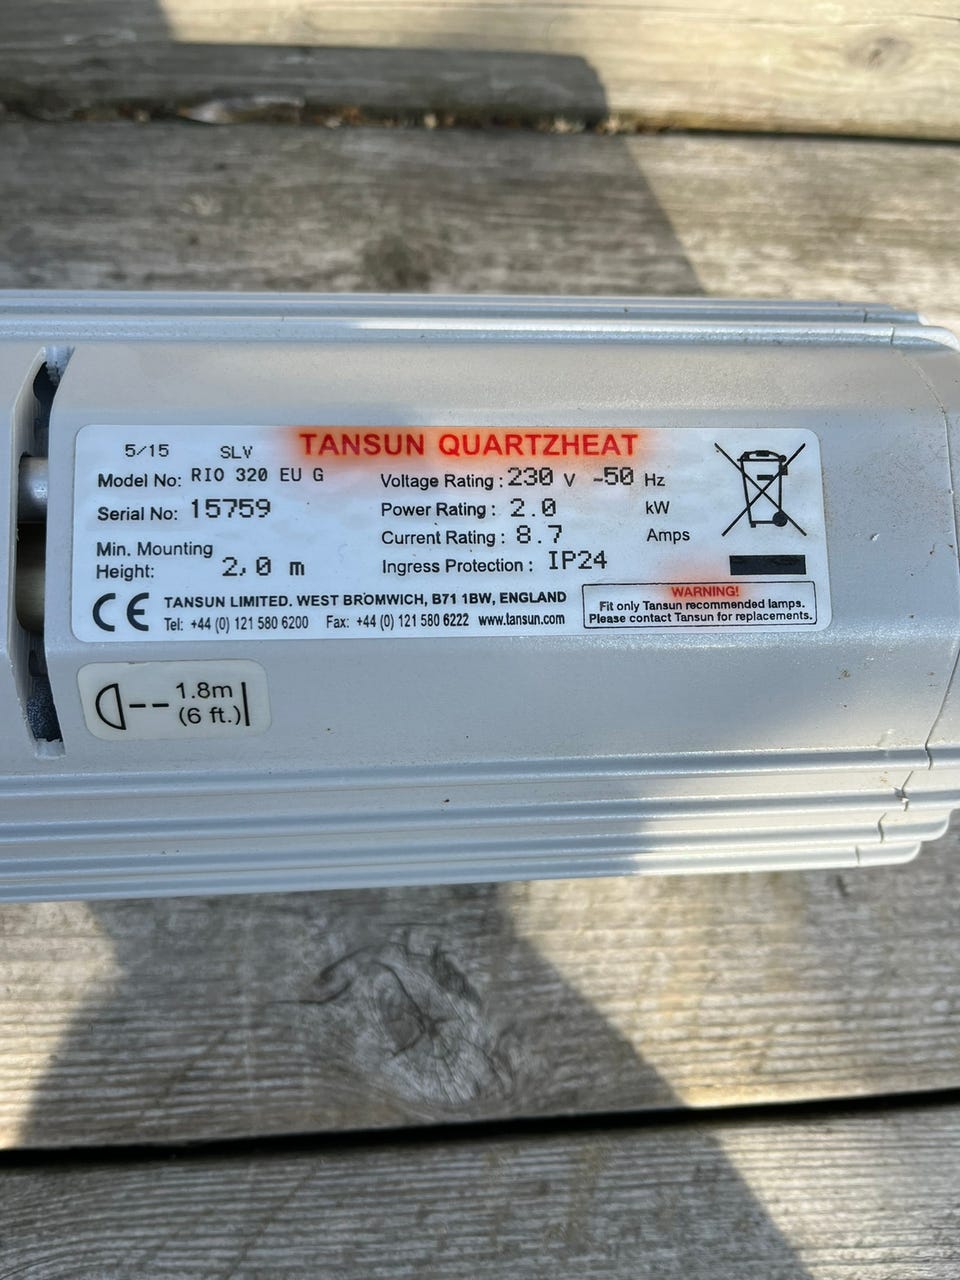 TANSUN QUARTZHEAT
5/15 SLV
Model No: RIO 320 EU G
Serial No: 15759
Min. Mounting
Height: 2,0 m
Voltage Rating : 230 V ~50 Hz
Power Rating : 2.0 kW
Current Rating : 8.7 Amps
Ingress Protection : IP24
CE TANSUN LIMITED. WEST BROMWICH, B71 1BW, ENGLAND
Tel: +44 (0) 121 580 6200 Fax: +44 (0) 121 580 6222 www.tansun.com
WARNING!
Fit only Tansun recommended lamps.
Please contact Tansun for replacements.
1.8m
(6 ft.)